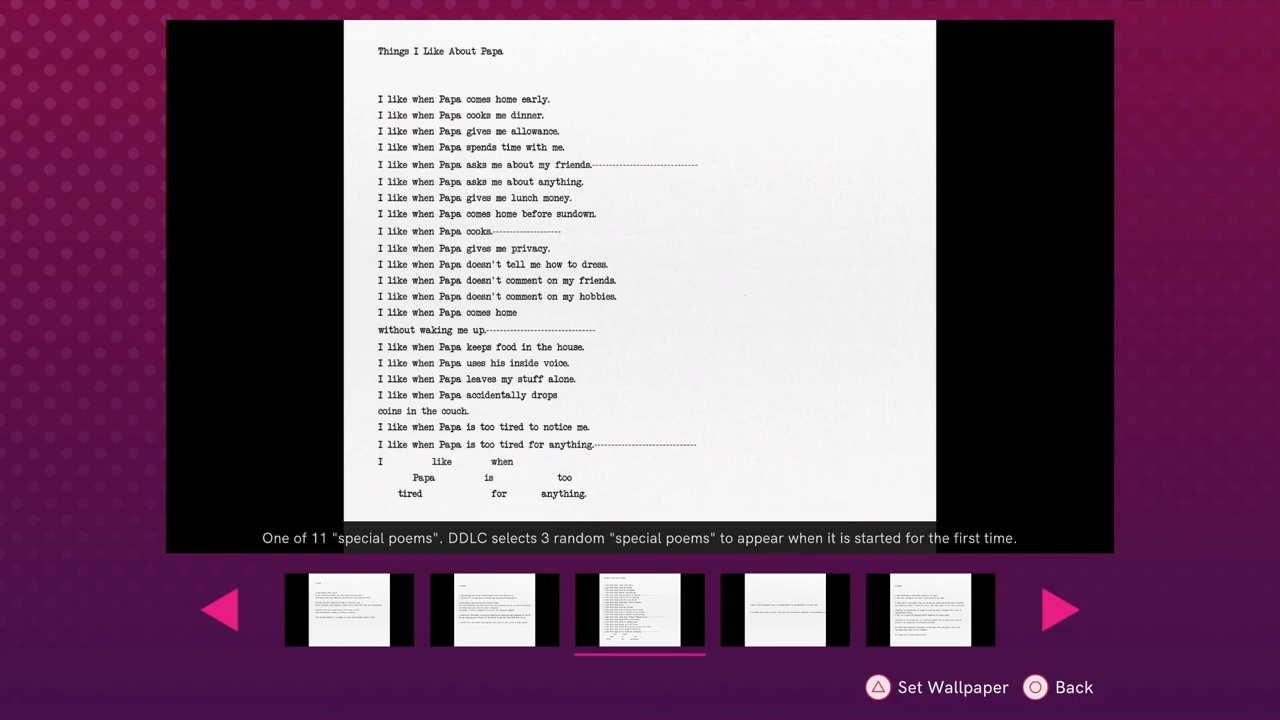 Things I Like About Papa
I like when Papa comes home early.
I like when Papa cooks me dinner.
I like when Papa gives me allowance.
I like when Papa spends time with me.
I like when Papa asks me about my friends.------------------------------
I like when Papa asks me about anything.
I like when Papa gives me lunch money.
I like when Papa comes home before sundown.
I like when Papa cooks.--------------------
I like when Papa gives me privacy.
I like when Papa doesn't tell me how to dress.
I like when Papa doesn't comment on my friends.
I like when Papa doesn't comment on my hobbies.
I like when Papa comes home
without waking me up.-------------------------------
I like when Papa keeps food in the house.
I like when Papa uses his inside voice.
I like when Papa leaves my stuff alone.
I like when Papa accidentally drops
coins in the couch.
I like when Papa is too tired to notice me.
I like when Papa is too tired for anything.-----------------------------
I like when
Papa is too
tired for anything.
One of 11 "special poems". DDLC selects 3 random "special poems" to appear when it is started for the first time.
Set Wallpaper Back